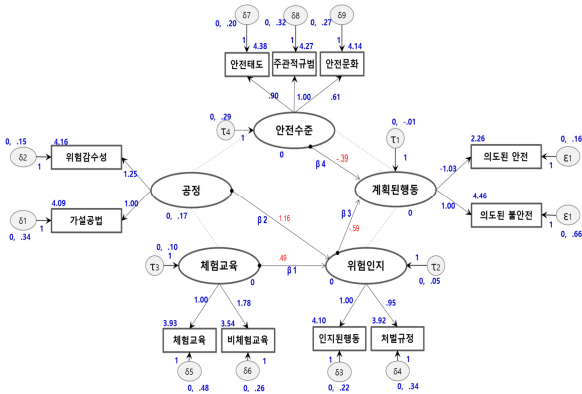 δ7 δ8 δ9
0, .20 0, .32 0, .27
1 1 1
4.38 4.27 4.14
안전태도 주관적규범 안전문화
.90 1.00 .61
0, .29
τ4 1 안전수준 0
0, -.01
τ1 1
0, .15 4.16 2.26 0, .16
δ2 1 위험감수성 의도된 안전 1 ε1
1.25 β4 -.39 -1.03
공정 계획된행동
4.09 1.00 0, .17 β2 1.16 β3 -.59 0 1.00 4.46
δ1 1 가설공법 의도된 불안전 1 ε1
0, .34 0, .66
0, .10
τ3 1 체험교육 .49 위험인지 1 τ2
0 β1 0 0, .05
1.00 1.78 1.00 .95
3.93 3.54 4.10 3.92
체험교육 비체험교육 인지된행동 처벌규정
1 1 1 1
δ5 δ6 δ3 δ4
0, .48 0, .26 0, .22 0, .34